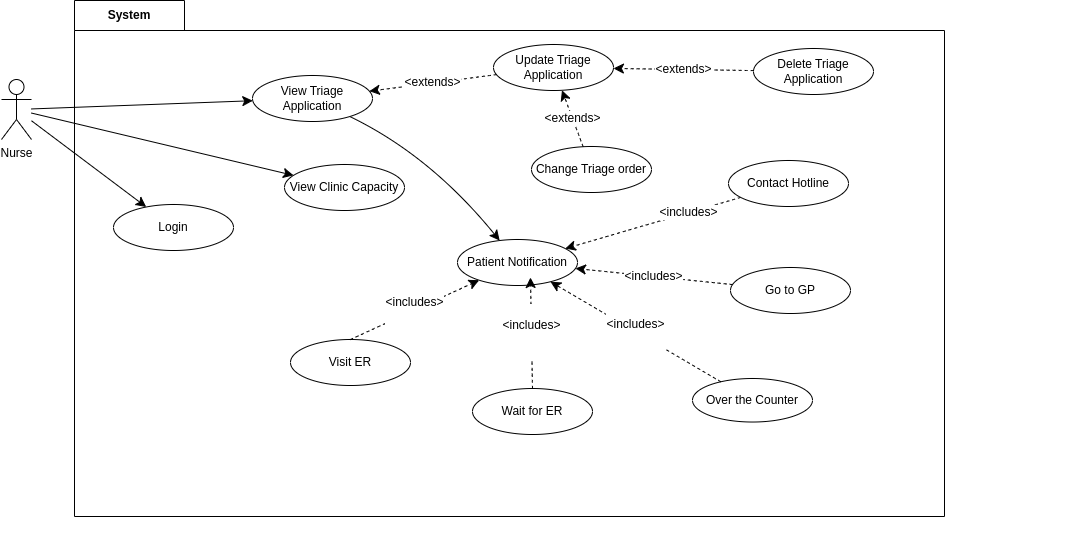 System
Update Triage
Application
Delete Triage
Application
<extends>
<extends>
View Triage
Application
<extends>
Nurse
Change Triage order
View Clinic Capacity
Contact Hotline
<includes>
Login
Patient Notification
<includes>
Go to GP
<includes>
<includes>
<includes>
Visit ER
Wait for ER
Over the Counter